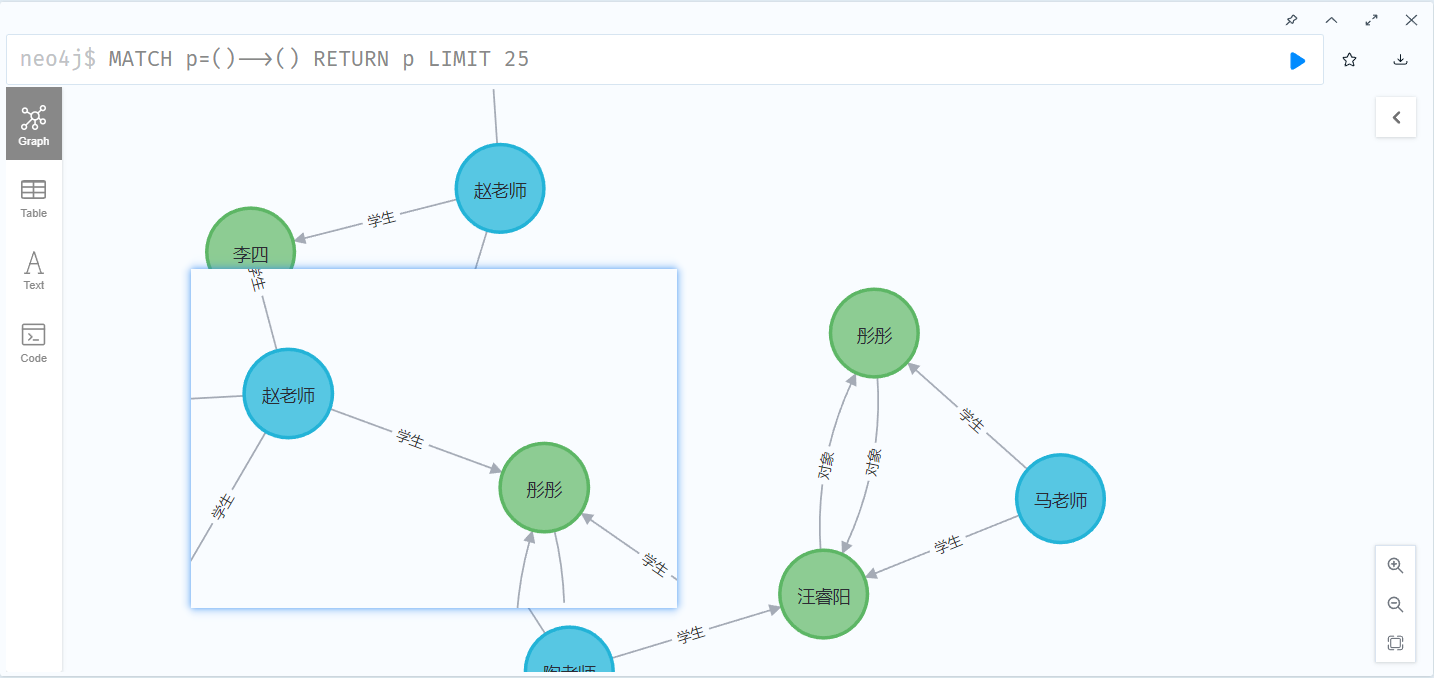 neo4j$ MATCH p=()-->() RETURN p LIMIT 25
Graph
Table
Text
Code
赵老师
学生
李四
学生
赵老师
学生
彤彤
学生
学生
彤彤
学生
对象
对象
马老师
学生
汪睿阳
学生
陶老师